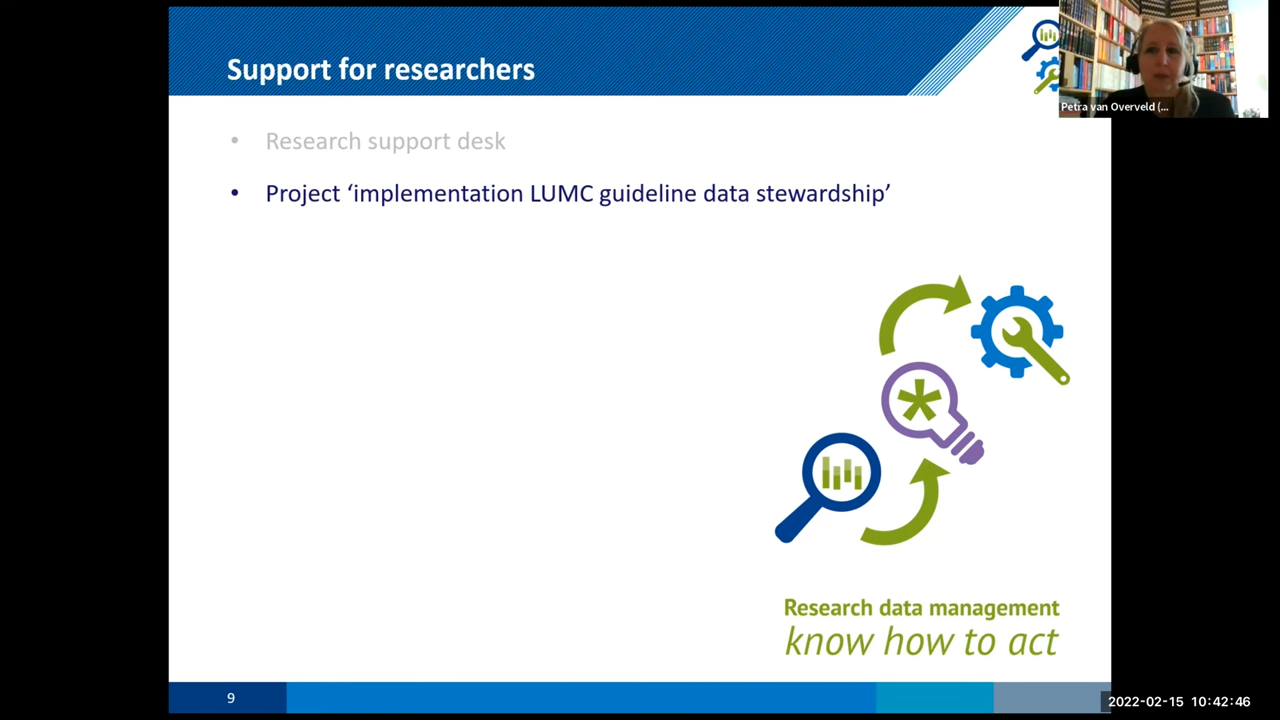 Support for researchers
Petra van Overveld (...
• Research support desk
• Project ‘implementation LUMC guideline data stewardship’
Research data management
know how to act
9
2022-02-15 10:42:46